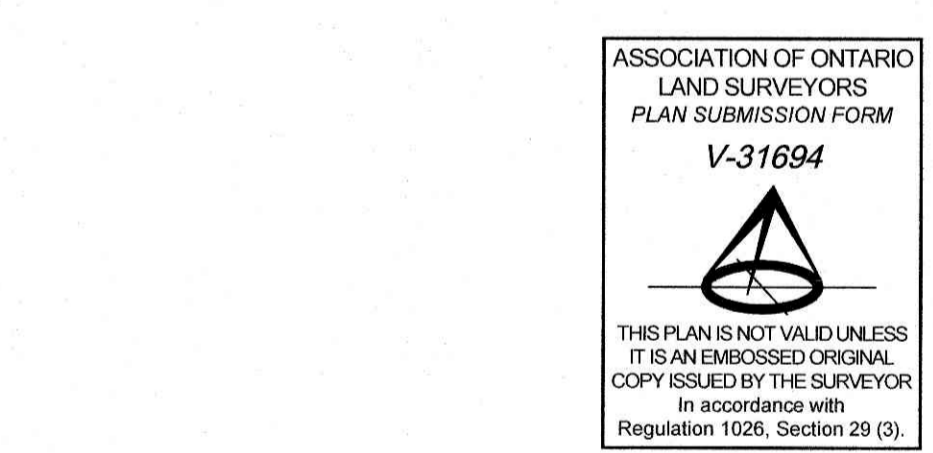 ASSOCIATION OF ONTARIO
LAND SURVEYORS
PLAN SUBMISSION FORM
V-31694
THIS PLAN IS NOT VALID UNLESS
IT IS AN EMBOSSED ORIGINAL
COPY ISSUED BY THE SURVEYOR
In accordance with
Regulation 1026, Section 29 (3).